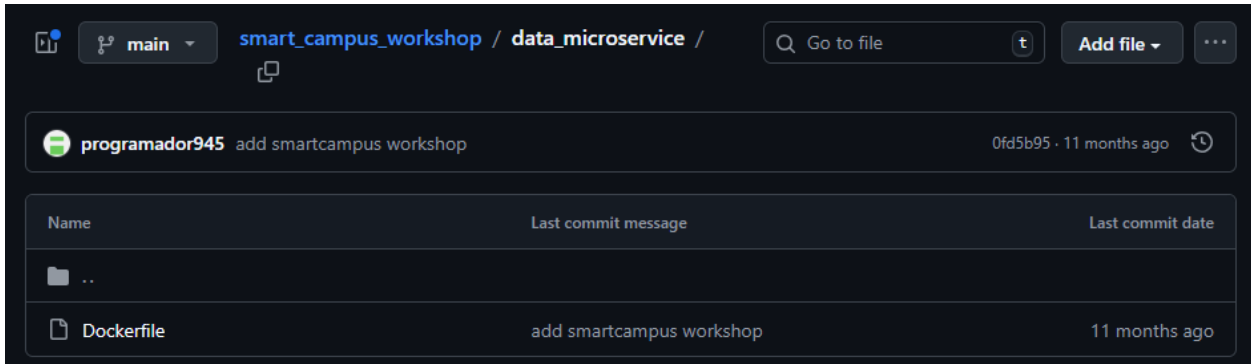 main smart_campus_workshop / data_microservice / Go to file t Add file ...
programador945 add smartcampus workshop 0fd5b95 · 11 months ago
Name Last commit message Last commit date
..
Dockerfile add smartcampus workshop 11 months ago